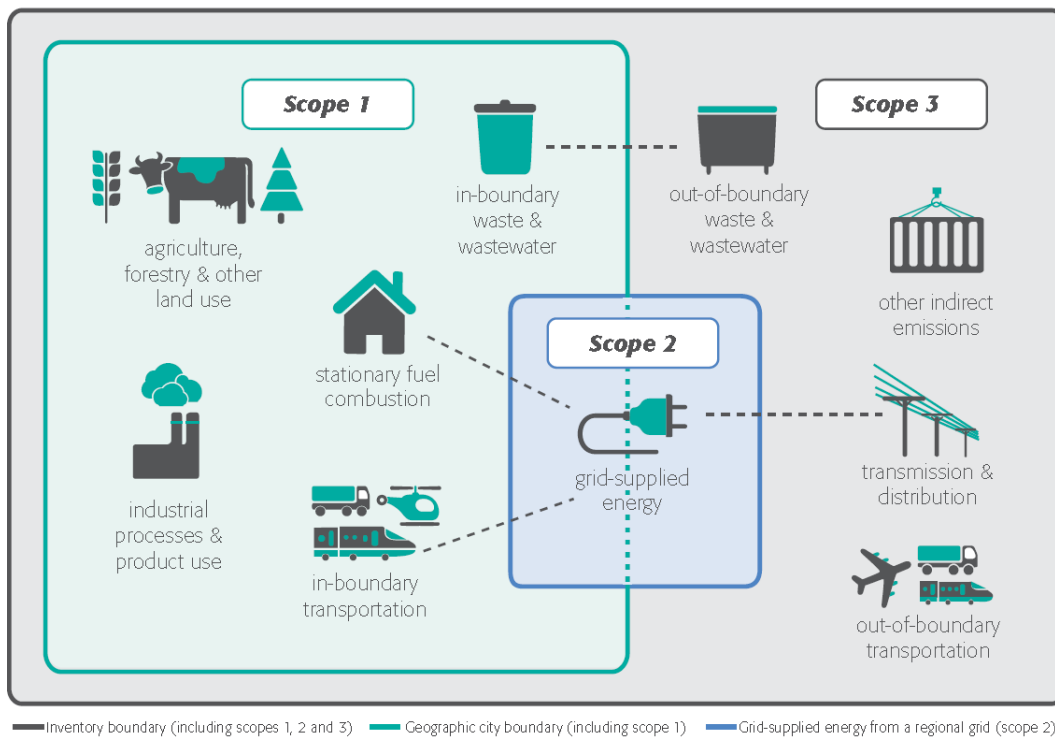 Scope 1
Scope 3
in-boundary
waste &
wastewater
out-of-boundary
waste &
wastewater
agriculture,
forestry & other
land use
other indirect
emissions
Scope 2
stationary fuel
combustion
grid-supplied
energy
transmission &
distribution
industrial
processes &
product use
in-boundary
transportation
out-of-boundary
transportation
Inventory boundary (including scopes 1, 2 and 3)
Geographic city boundary (including scope 1)
Grid-supplied energy from a regional grid (scope 2)